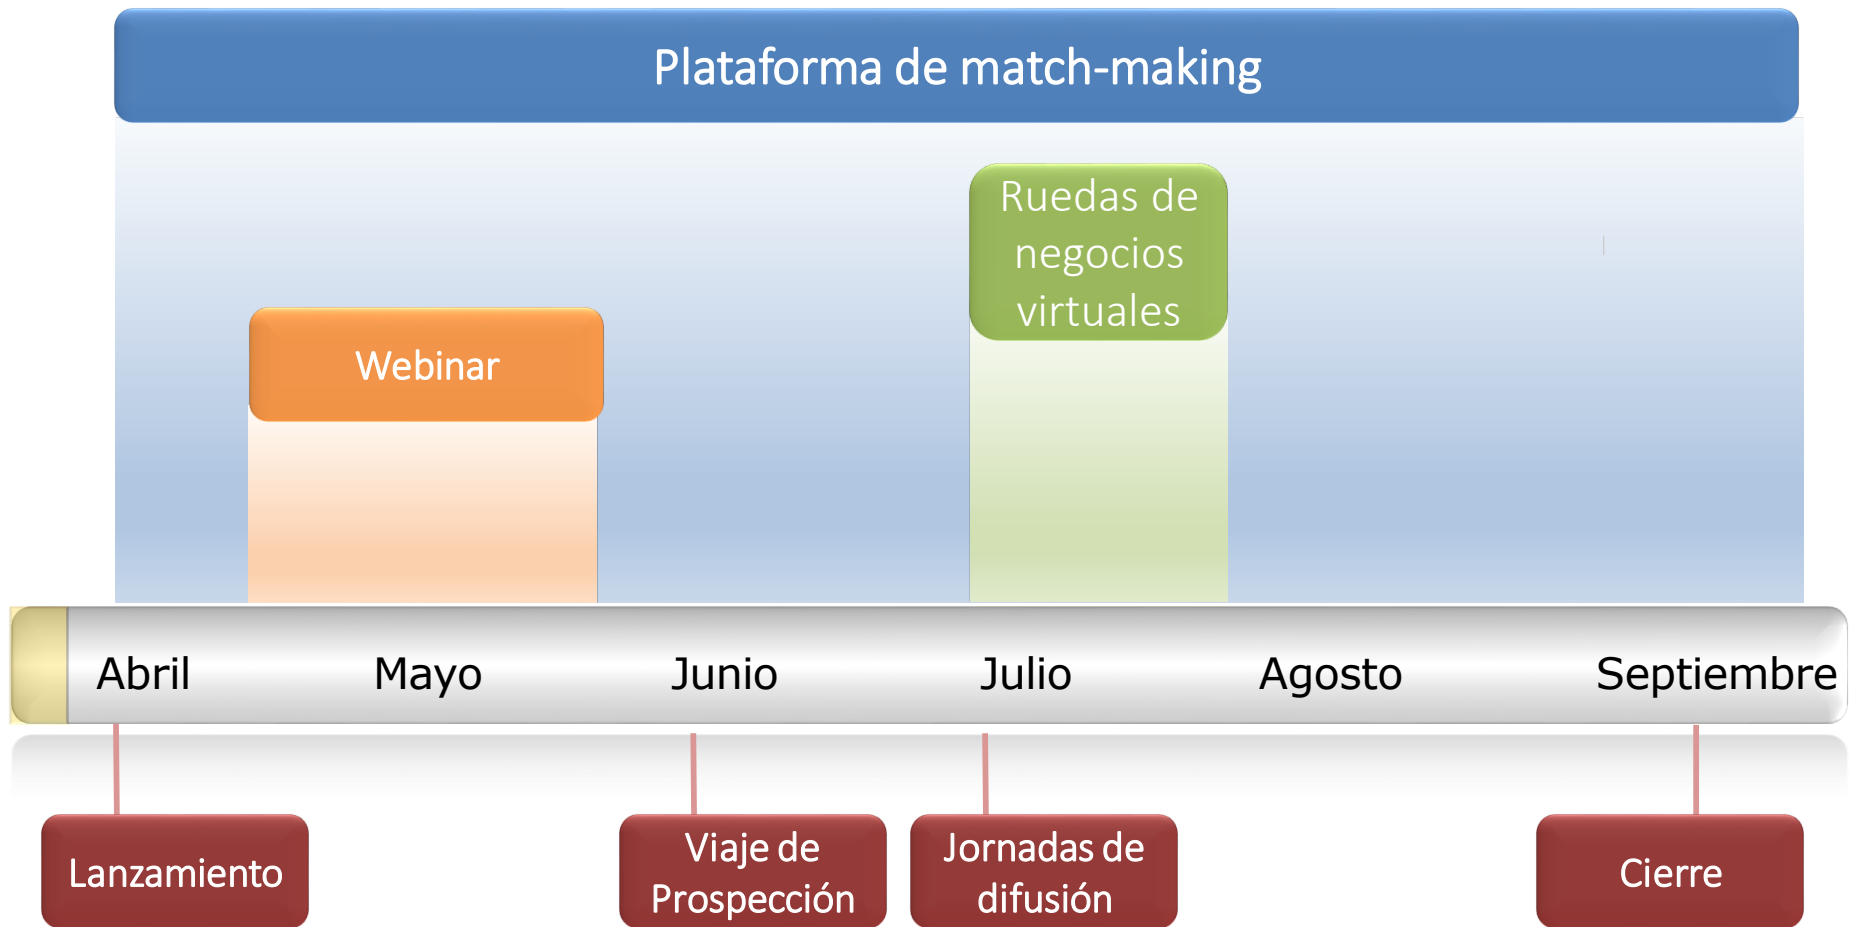 Plataforma de match-making
Ruedas de
negocios
virtuales
Webinar
Abril
Mayo
Junio
Julio
Agosto
Septiembre
Lanzamiento
Viaje de
Prospección
Jornadas de
difusión
Cierre